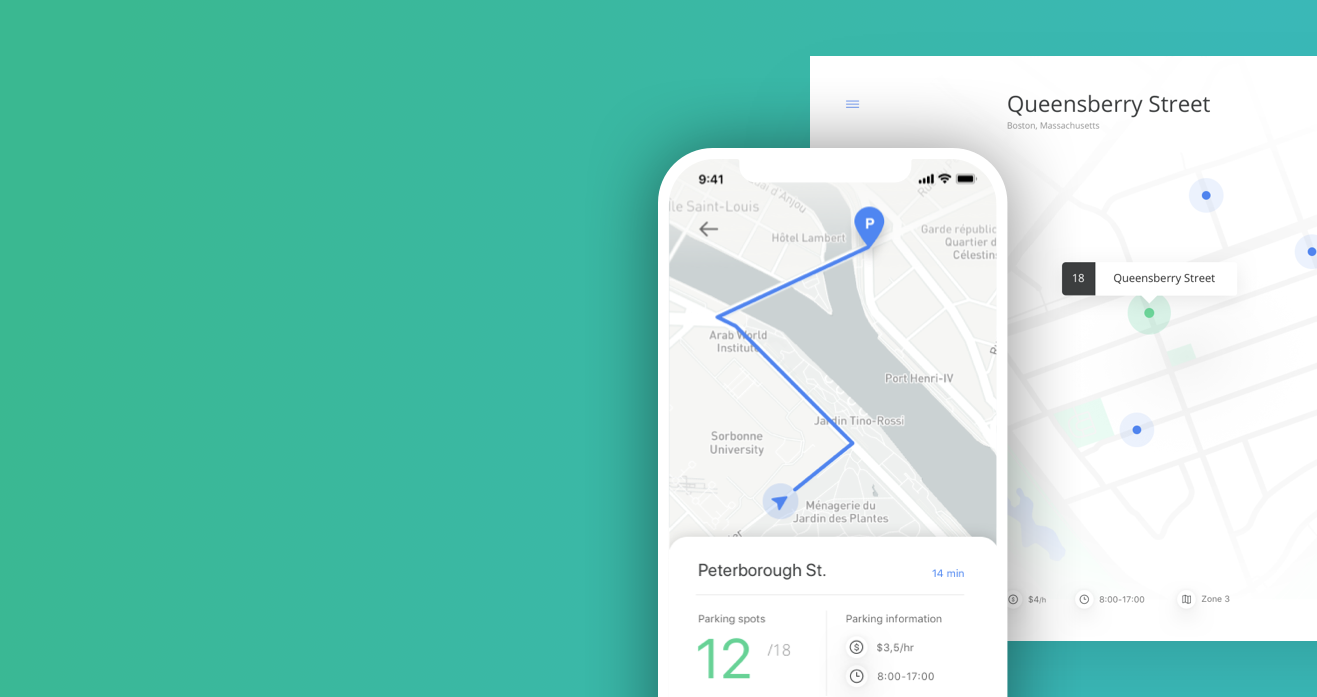 Queensberry Street
Boston, Massachusetts
18 Queensberry Street
$4/h
8:00-17:00
Zone 3
9:41
d'Anjou
Île Saint-Louis
P
Hôtel Lambert
Garde républic
Quartier d
Célestin
Arab World
Institute
Port Henri-IV
Jardin Tino-Rossi
Sorbonne
University
Ménagerie du
Jardin des Plantes
Peterborough St.
14 min
Parking spots
12 /18
Parking information
$3,5/hr
8:00-17:00